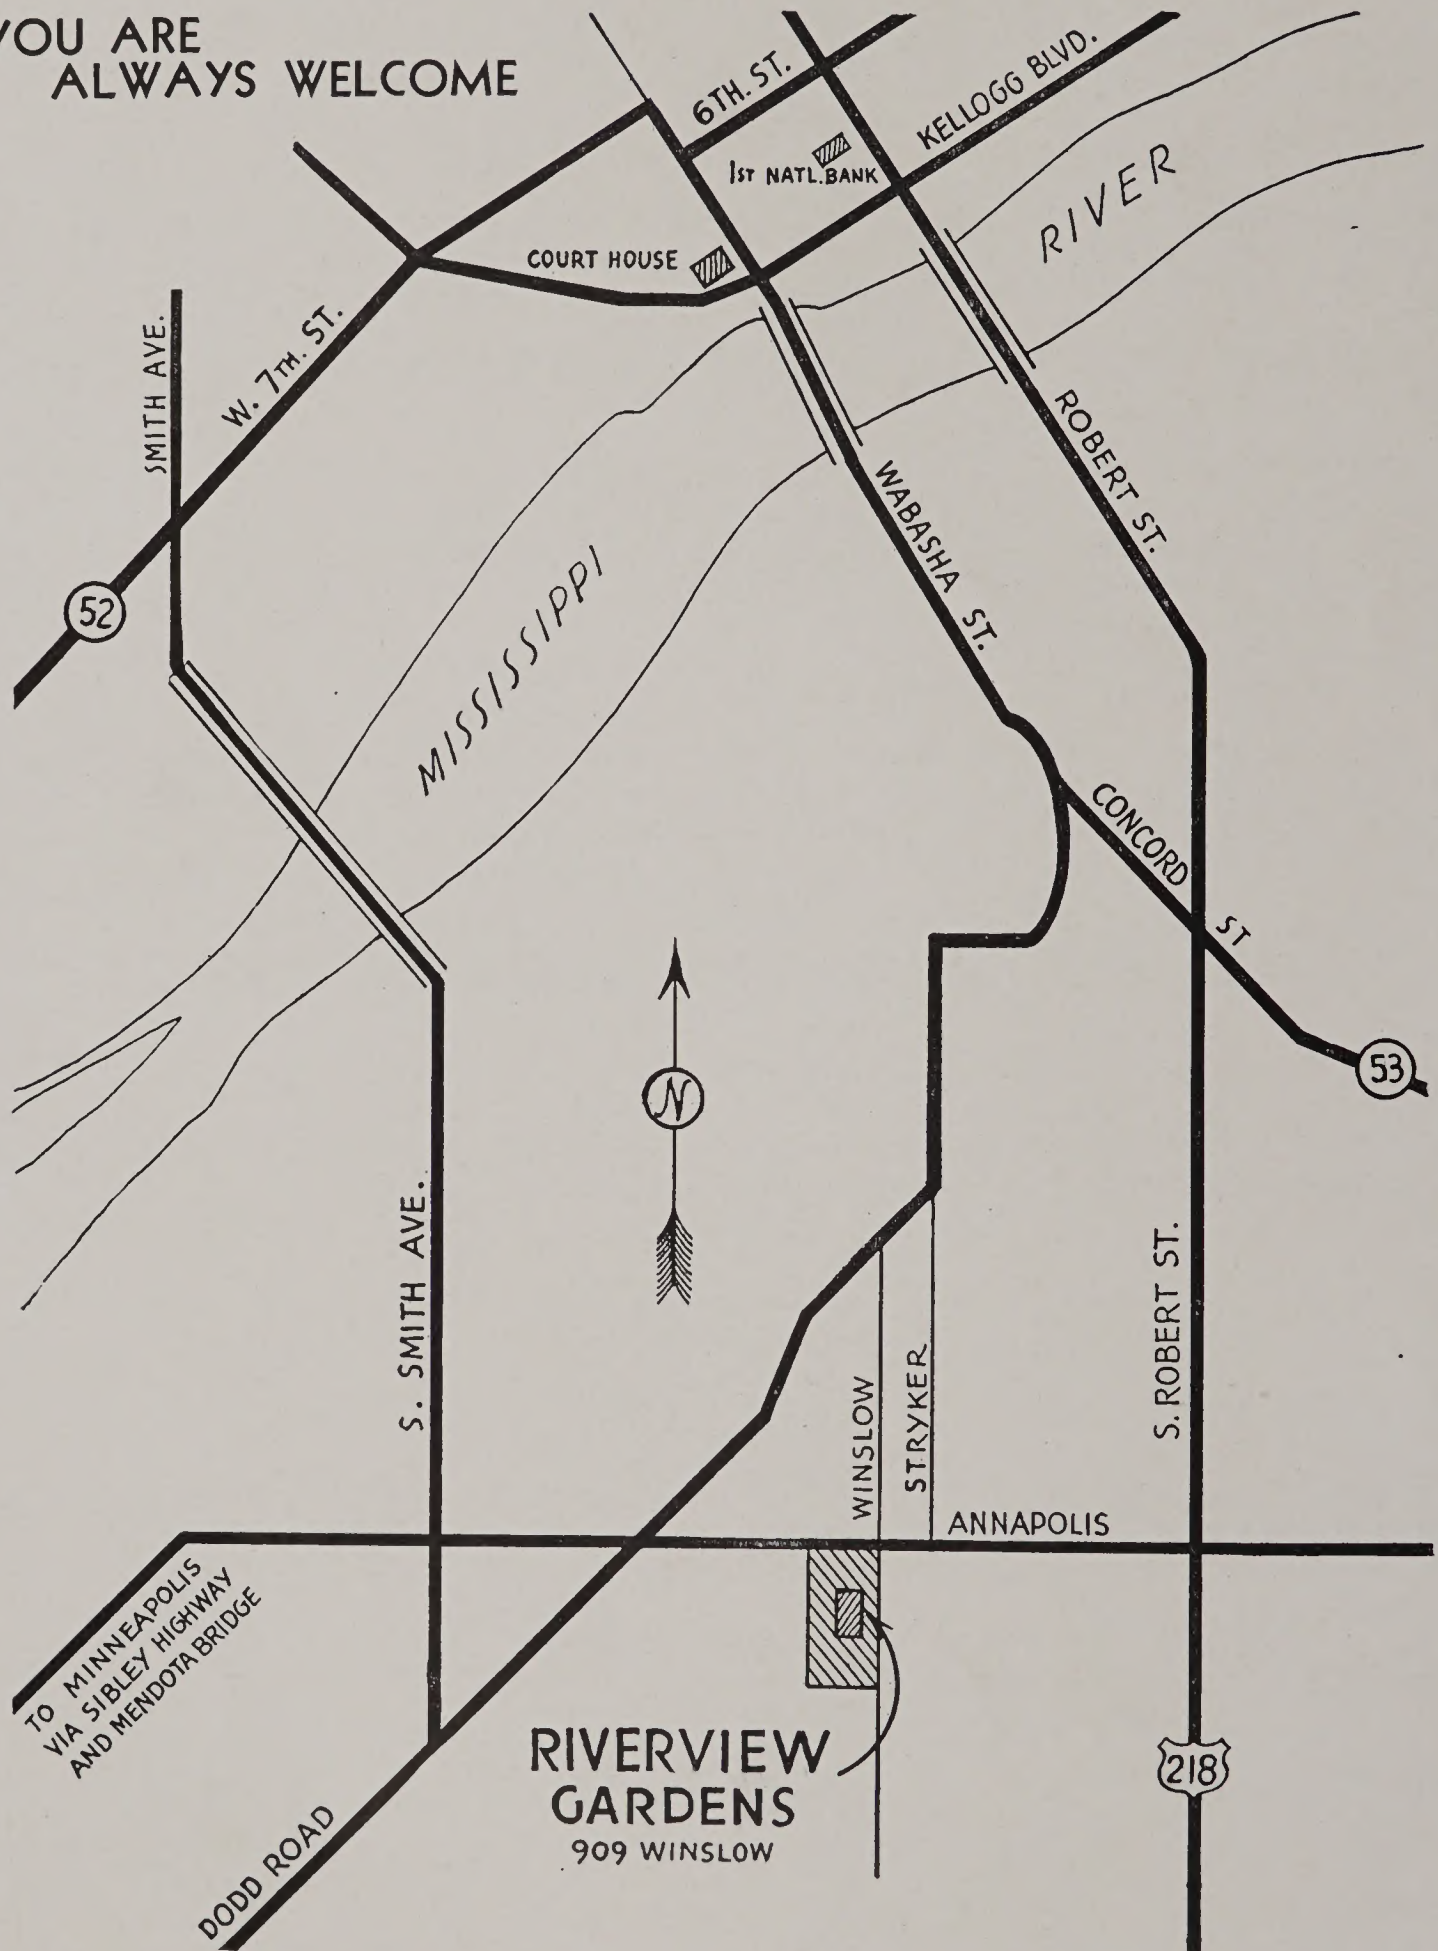 YOU ARE
ALWAYS WELCOME
6TH. ST.
KELLOGG BLVD.
1ST NATL. BANK
RIVER
COURT HOUSE
SMITH AVE.
W. 7TH. ST.
ROBERT ST.
WABASHA ST.
52
MISSISSIPPI
CONCORD ST
53
N
S. SMITH AVE.
S. ROBERT ST.
WINSLOW
STRYKER
ANNAPOLIS
TO MINNEAPOLIS
VIA SIBLEY HIGHWAY
AND MENDOTA BRIDGE
RIVERVIEW
GARDENS
909 WINSLOW
218
DODD ROAD